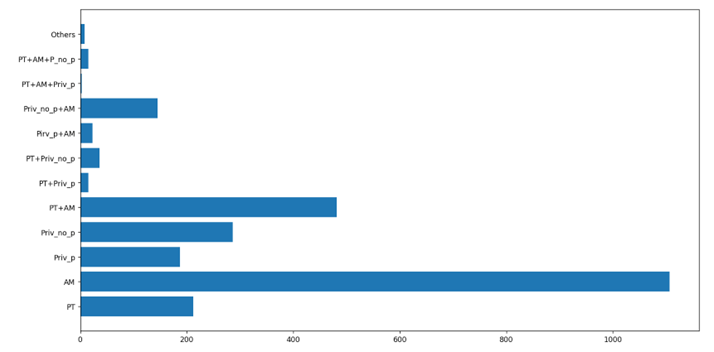 Others
PT+AM+P_no_p
PT+AM+Priv_p
Priv_no_p+AM
Pirv_p+AM
PT+Priv_no_p
PT+Priv_p
PT+AM
Priv_no_p
Priv_p
AM
PT
0 200 400 600 800 1000